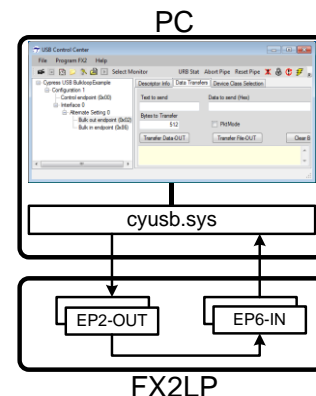 PC
USB Control Center
File Program FX2 Help
Select Monitor URB Stat Abort Pipe Reset Pipe
Cypress USB BulkloopExample
Configuration 1
Control endpoint (0x00)
Interface 0
Alternate Setting 0
Bulk out endpoint (0x02)
Bulk in endpoint (0x86)
Descriptor Info Data Transfers Device Class Selection
Text to send Data to send (Hex)
Bytes to Transfer
512 PktMode
Transfer Data-OUT Transfer File-OUT Clear B
cyusb.sys
EP2-OUT EP6-IN
FX2LP